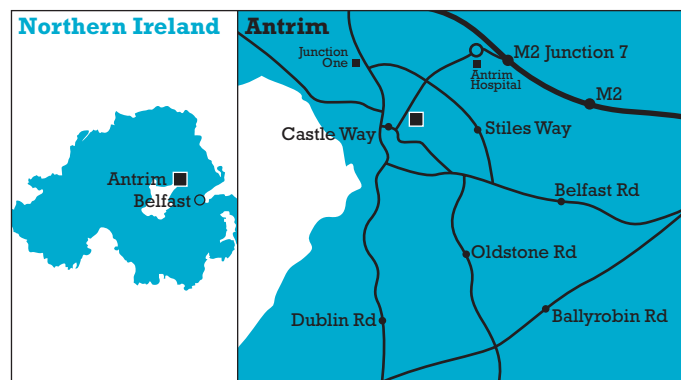 Northern Ireland
Antrim
Belfast
Antrim
Junction
One
M2 Junction 7
Antrim
Hospital
M2
Castle Way
Stiles Way
Belfast Rd
Oldstone Rd
Dublin Rd
Ballyrobin Rd